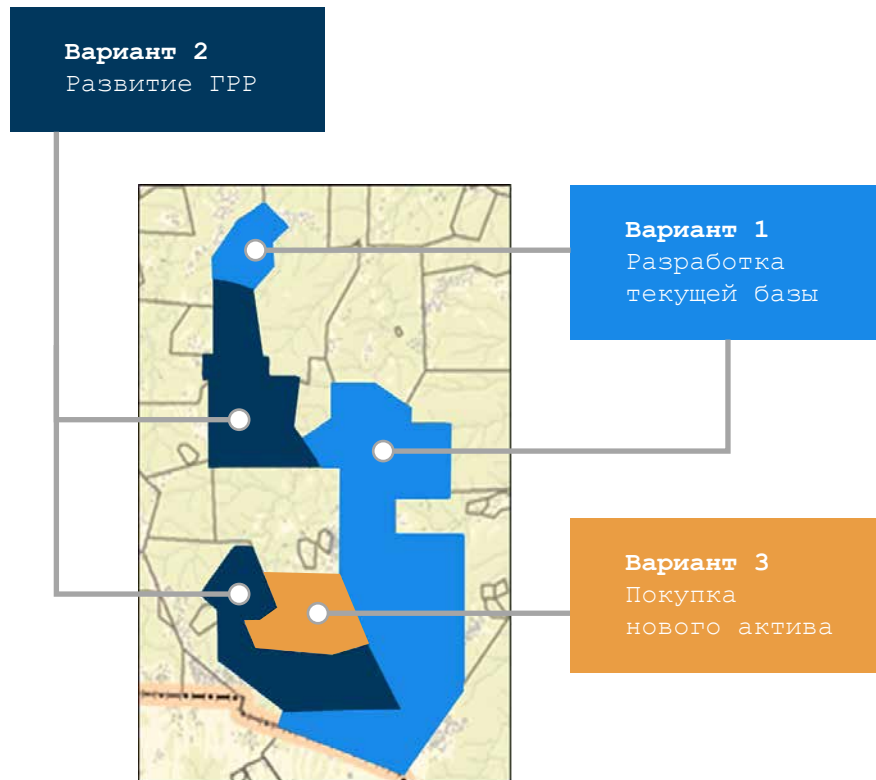 Вариант 2
Развитие ГРР
Вариант 1
Разработка
текущей базы
Вариант 3
Покупка
нового актива